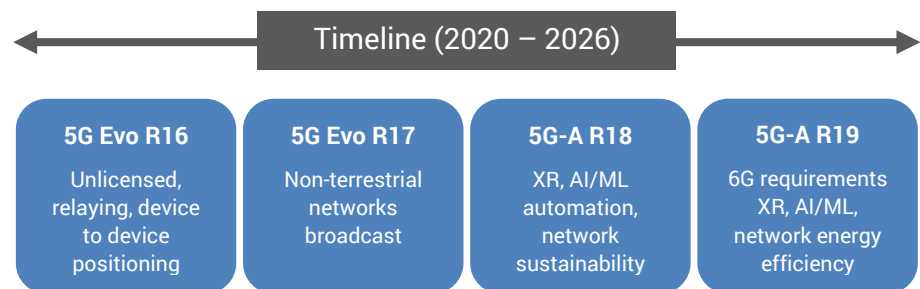 Timeline (2020 – 2026)
5G Evo R16
Unlicensed,
relaying, device
to device
positioning
5G Evo R17
Non-terrestrial
networks
broadcast
5G-A R18
XR, AI/ML
automation,
network
sustainability
5G-A R19
6G requirements
XR, AI/ML,
network energy
efficiency